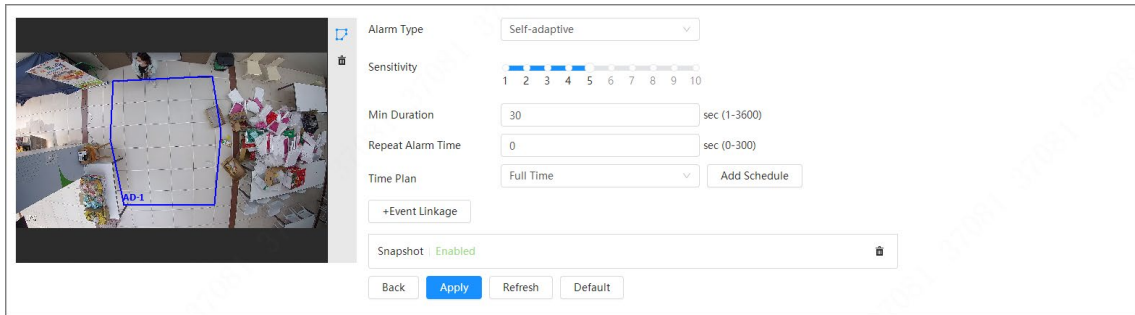 Alarm Type Self-adaptive
Sensitivity
1 2 3 4 5 6 7 8 9 10
Min Duration 30 sec (1-3600)
Repeat Alarm Time 0 sec (0-300)
Time Plan Full Time Add Schedule
+Event Linkage
Snapshot Enabled
Back Apply Refresh Default
AD-1
37081